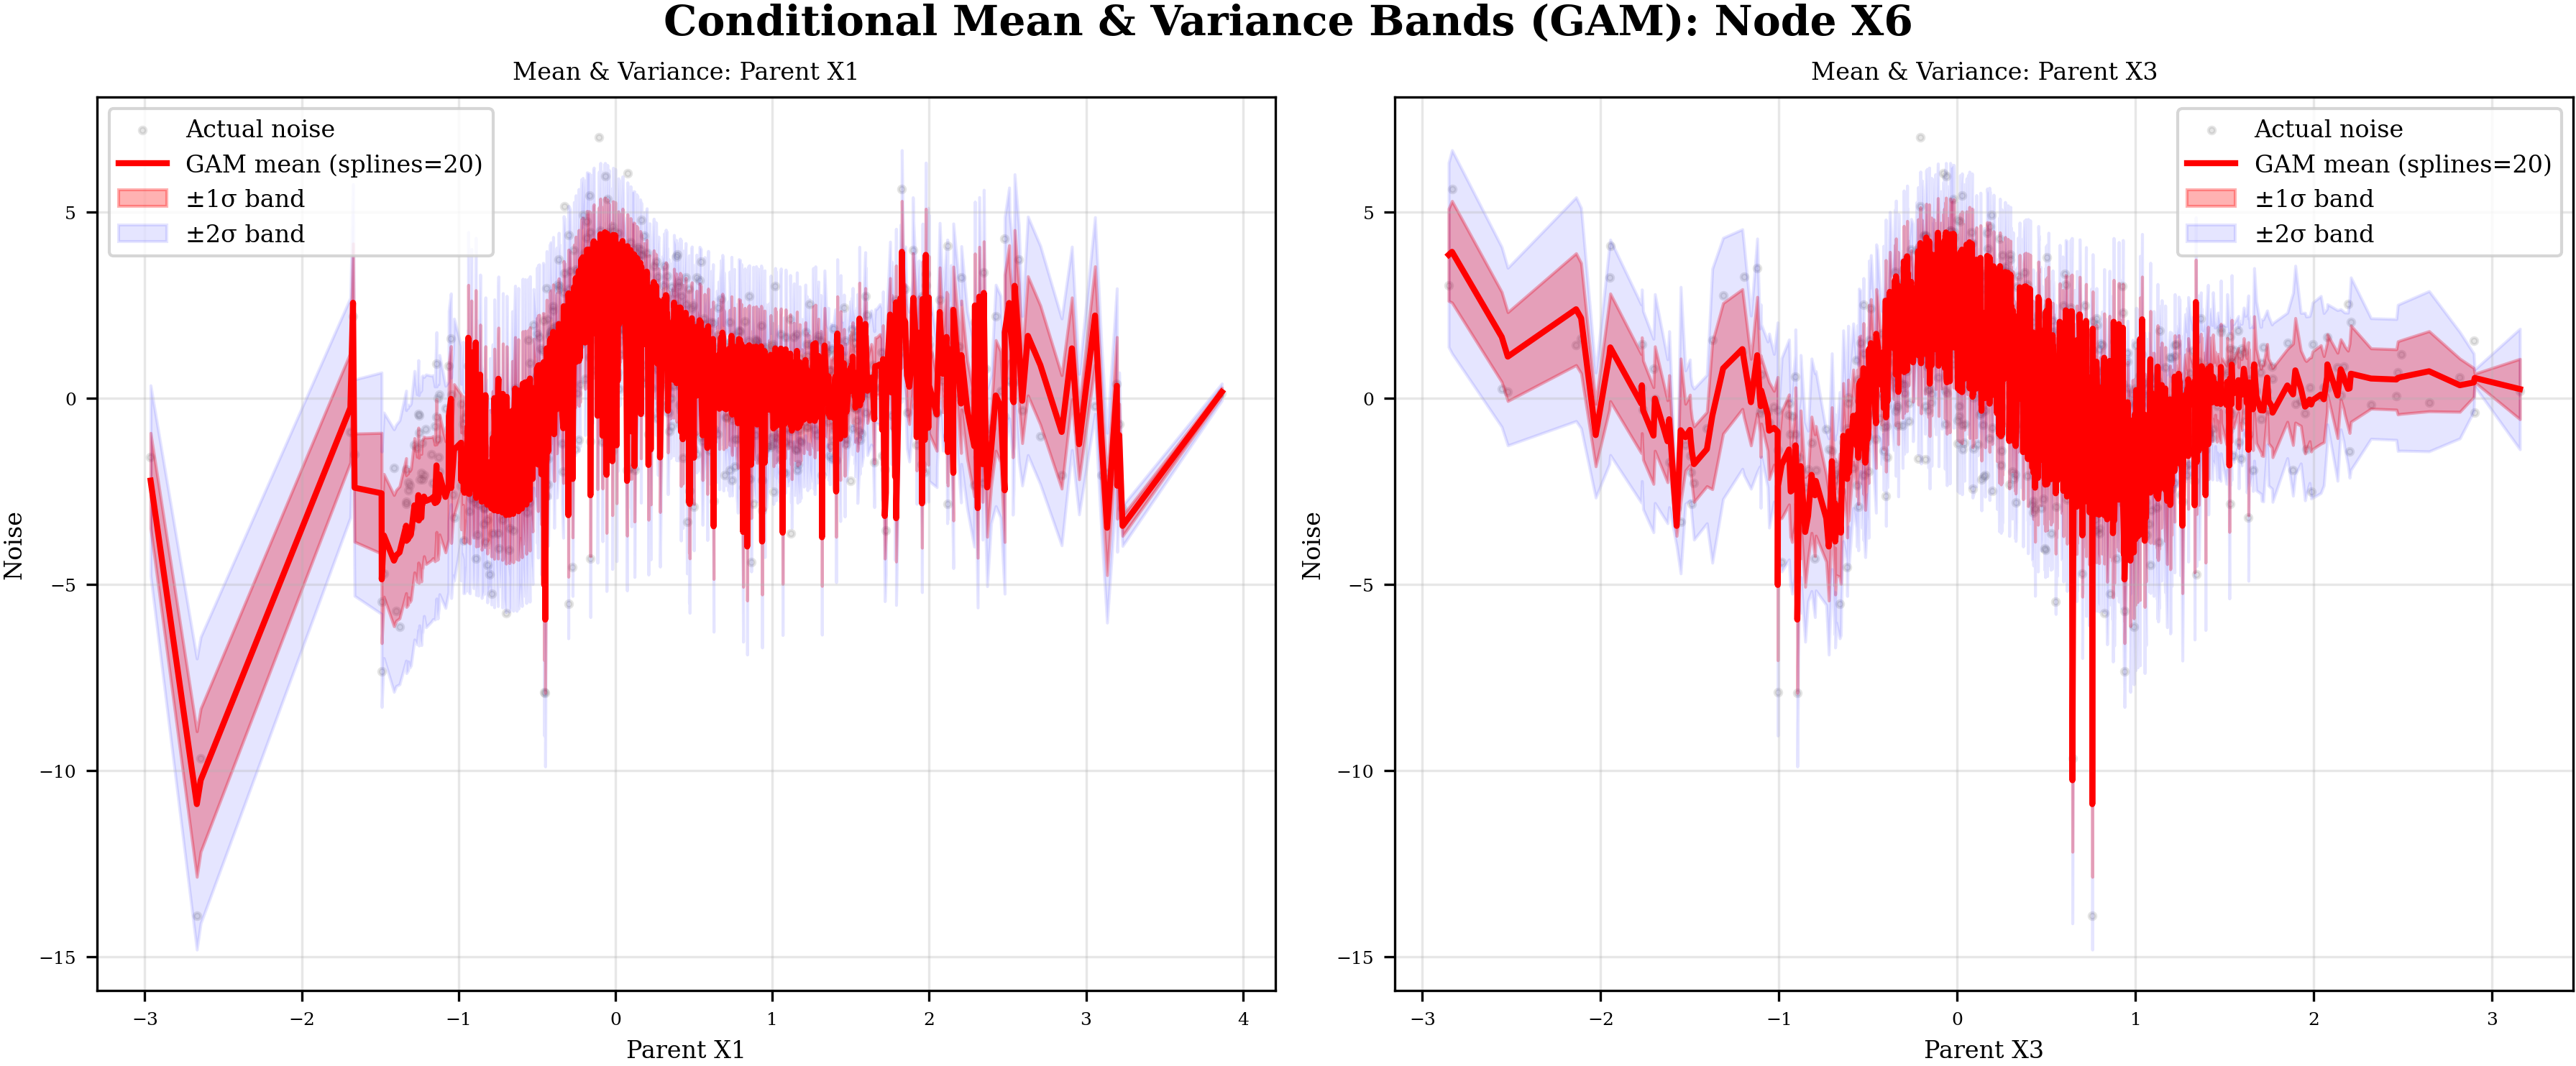 Conditional Mean & Variance Bands (GAM): Node X6
Mean & Variance: Parent X1
Actual noise
GAM mean (splines=20)
±1σ band
±2σ band
5
0
−5
−10
−15
Noise
−3
−2
−1
0
1
2
3
4
Parent X1
Mean & Variance: Parent X3
Actual noise
GAM mean (splines=20)
±1σ band
±2σ band
5
0
−5
−10
−15
Noise
−3
−2
−1
0
1
2
3
Parent X3